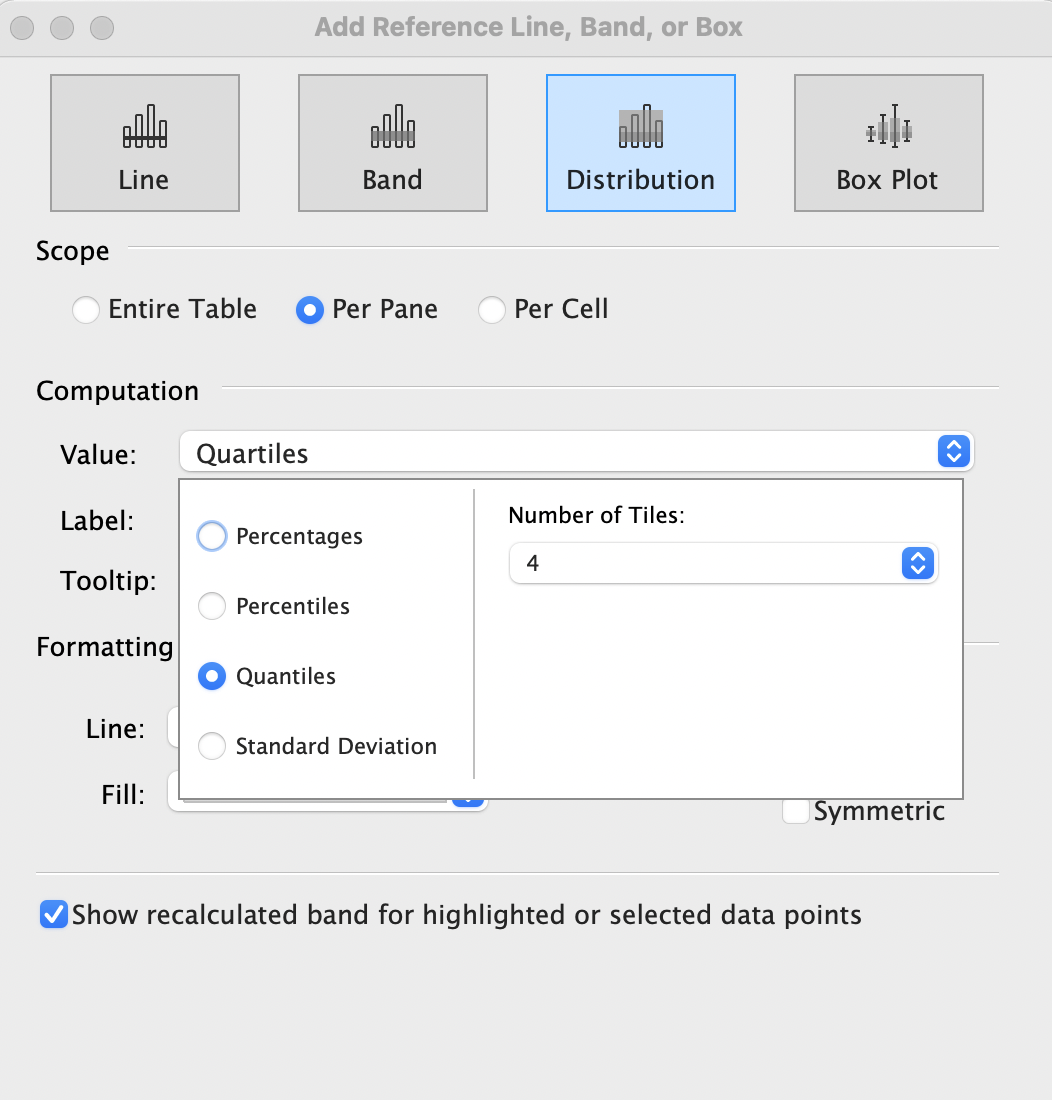 Add Reference Line, Band, or Box
Line
Band
Distribution
Box Plot
Scope
Entire Table
Per Pane
Per Cell
Computation
Value:
Quartiles
Label:
Tooltip:
Percentages
Percentiles
Quantiles
Standard Deviation
Number of Tiles:
4
Formatting
Line:
Fill:
Symmetric
Show recalculated band for highlighted or selected data points